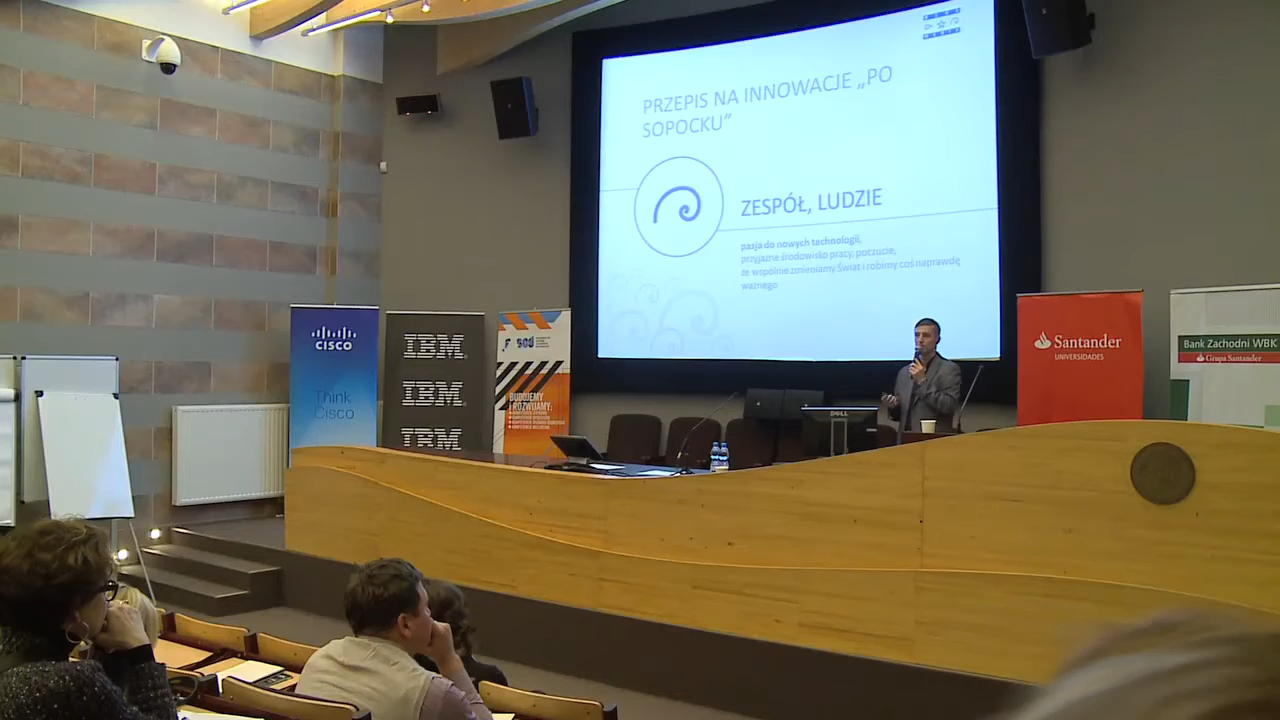 PRZEPIS NA INNOWACJE „PO
SOPOCKU”
ZESPÓŁ, LUDZIE
pasja do nowych technologii,
przyjazne środowisko pracy, poczucie,
że wspólnie zmieniamy Świat i robimy coś naprawdę
ważnego
CISCO
Think
Cisco
IBM
IBM
IBM
BUDUJEMY
I ROZWIJAMY:
DELL
Santander
UNIVERSIDADES
Bank Zachodni WBK
Grupa Santander